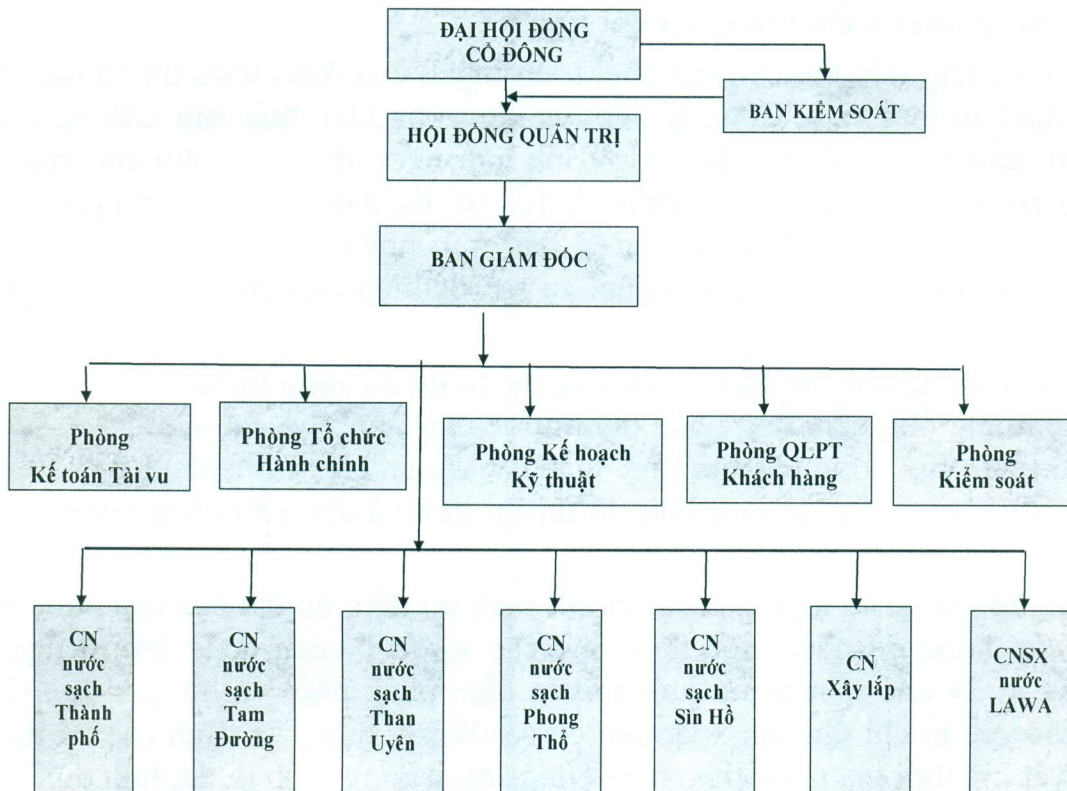 ĐẠI HỘI ĐỒNG
CỔ ĐÔNG
BAN KIỂM SOÁT
HỘI ĐỒNG QUẢN TRỊ
BAN GIÁM ĐỐC
Phòng
Kế toán Tài vụ
Phòng Tổ chức
Hành chính
Phòng Kế hoạch
Kỹ thuật
Phòng QLPT
Khách hàng
Phòng
Kiểm soát
CN
nước
sạch
Thành
phố
CN
nước
sạch
Tam
Đường
CN
nước
sạch
Than
Uyên
CN
nước
sạch
Phong
Thổ
CN
nước
sạch
Sìn Hồ
CN
Xây lắp
CNSX
nước
LAWA